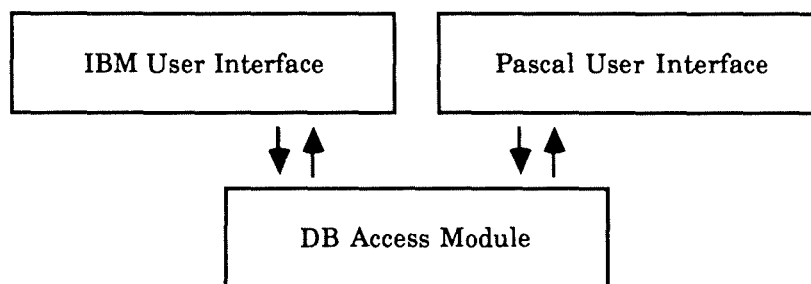 IBM User Interface
Pascal User Interface
DB Access Module